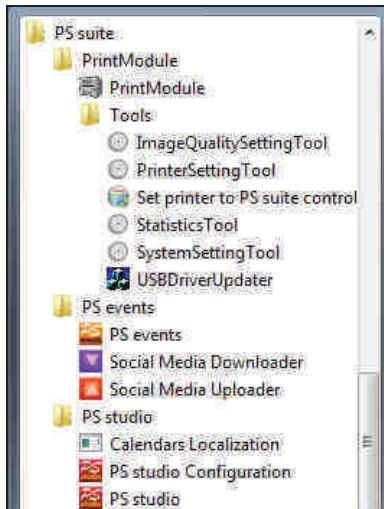 PS suite
PrintModule
PrintModule
Tools
ImageQualitySettingTool
PrinterSettingTool
Set printer to PS suite control
StatisticsTool
SystemSettingTool
USBDriverUpdater
PS events
PS events
Social Media Downloader
Social Media Uploader
PS studio
Calendars Localization
PS studio Configuration
PS studio